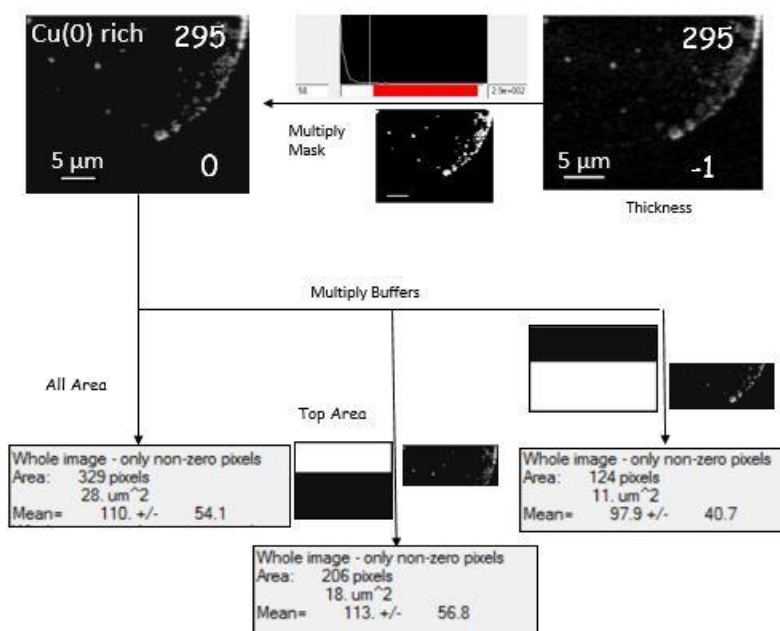 Cu(0) rich 295
5 µm 0
58. 2.9e+002
Multiply
Mask
295
-1
Thickness
Multiply Buffers
All Area
Top Area
Whole image - only non-zero pixels
Area: 329 pixels
28. um^2
Mean= 110. +/- 54.1
Whole image - only non-zero pixels
Area: 206 pixels
18. um^2
Mean= 113. +/- 56.8
Whole image - only non-zero pixels
Area: 124 pixels
11. um^2
Mean= 97.9 +/- 40.7
5 µm